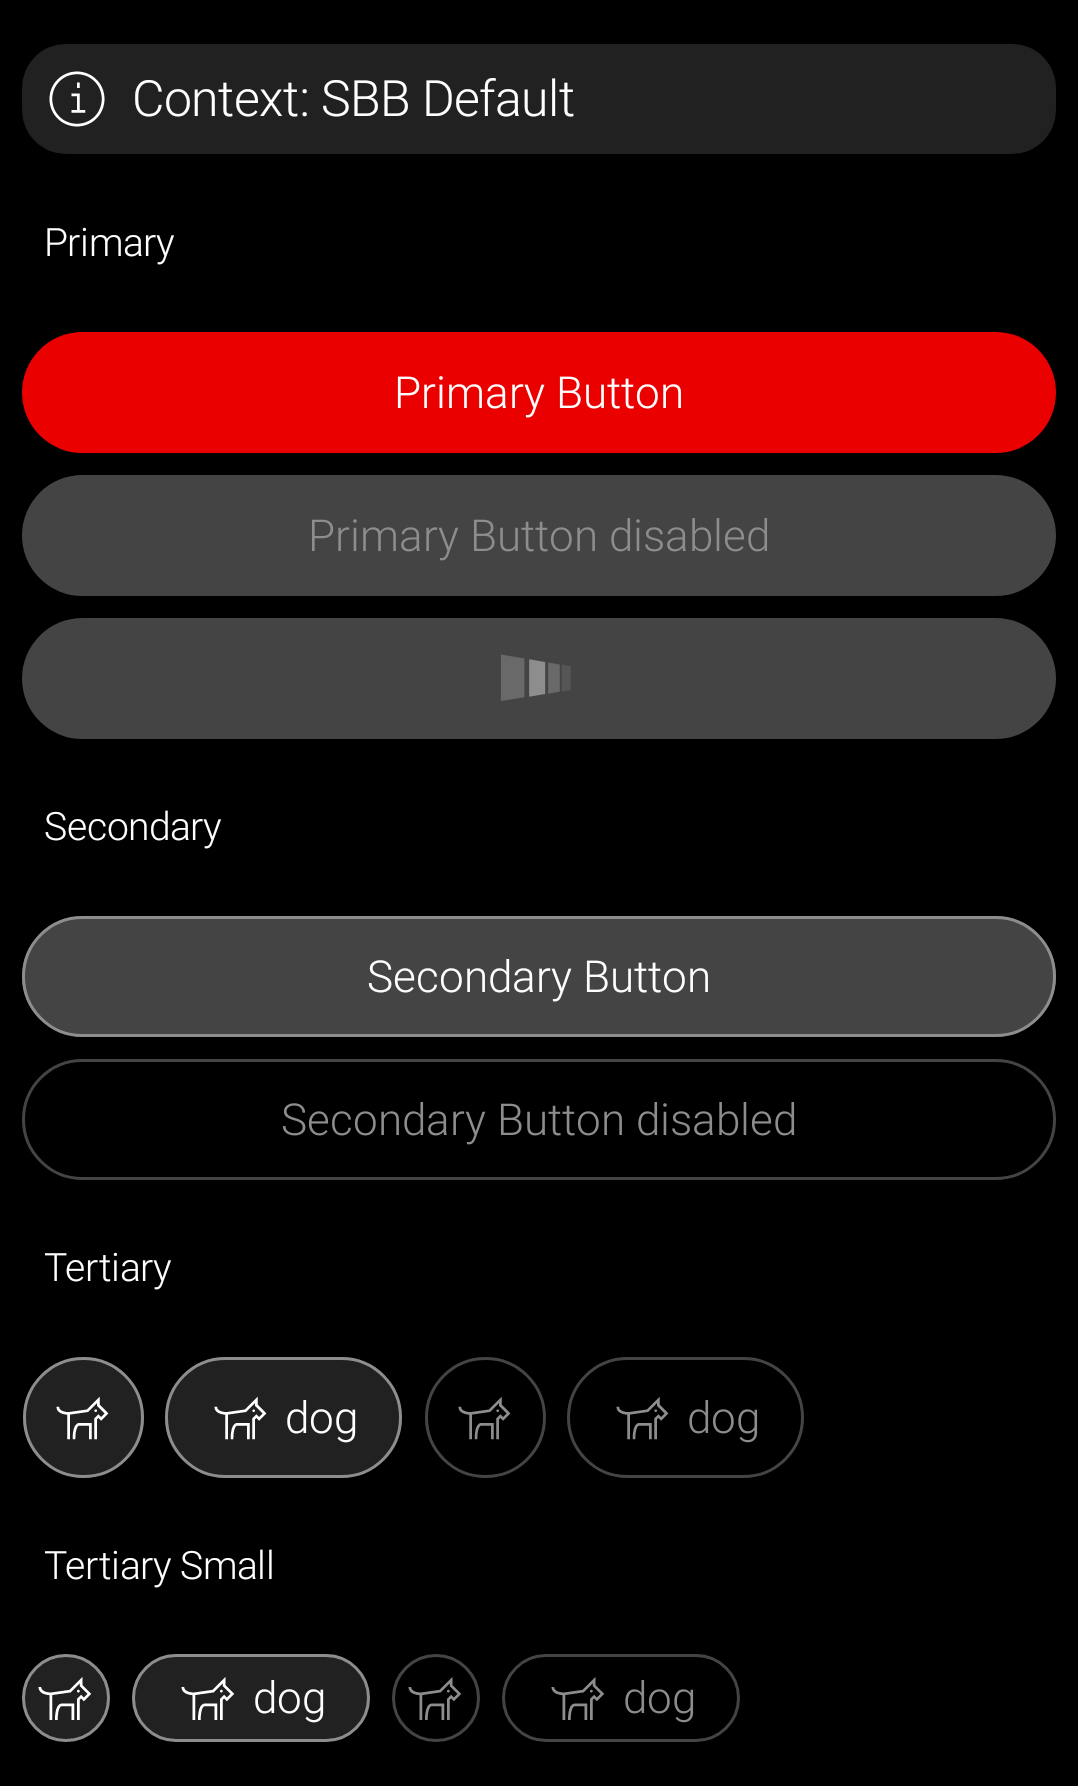 Context: SBB Default
Primary
Primary Button
Primary Button disabled
Secondary
Secondary Button
Secondary Button disabled
Tertiary
dog dog
Tertiary Small
dog dog